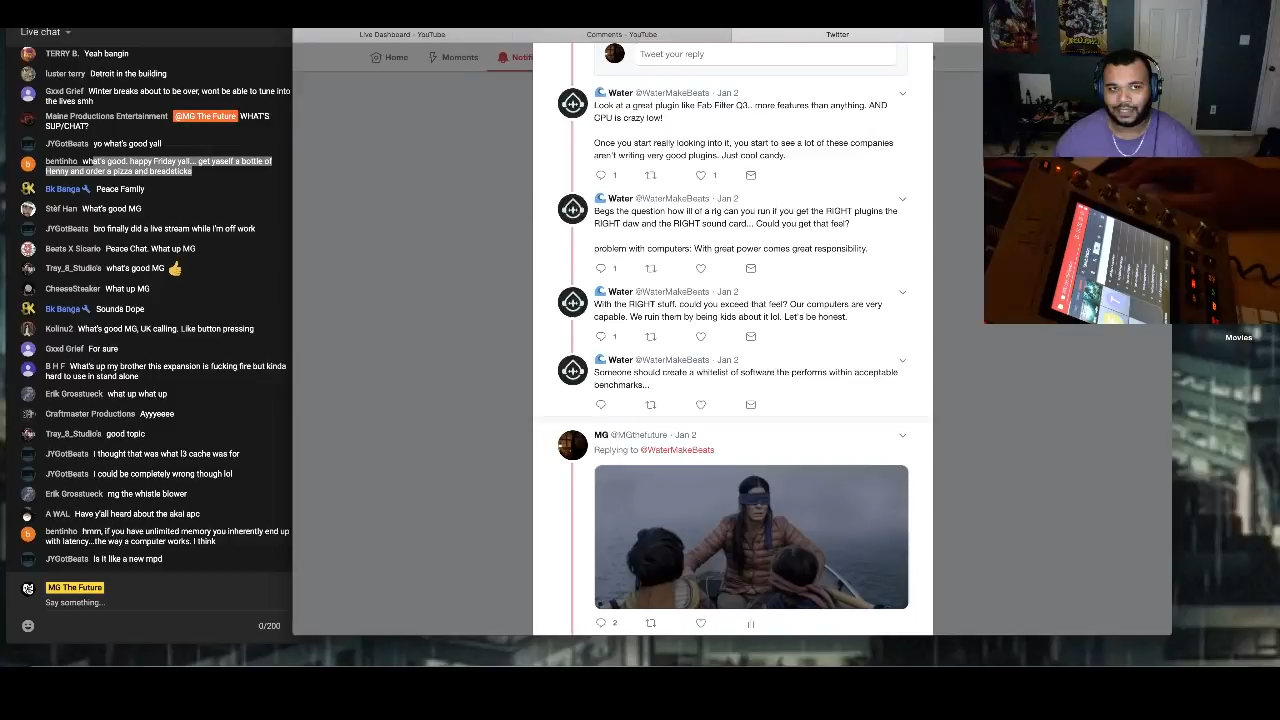 Live chat
TERRY B. Yeah bangin
luster terry Detroit in the building
Gxxd Grief Winter breaks about to be over, wont be able to tune into
the lives smh
Maine Productions Entertainment @MG The Future WHAT'S
SUP/CHAT?
JYGotBeats yo what's good yall
bentinho what's good. happy Friday yall... get yaself a bottle of
Henny and order a pizza and breadsticks
Bk Banga Peace Family
Stèf Han What's good MG
JYGotBeats bro finally did a live stream while I'm off work
Beats X Sicario Peace Chat. What up MG
Tray_8_Studio's what's good MG 👍
CheeseSteaker What up MG
Bk Banga Sounds Dope
Kolinu2 What's good MG, UK calling. Like button pressing
Gxxd Grief For sure
B H F What's up my brother this expansion is fucking fire but kinda
hard to use in stand alone
Erik Grosstueck what up what up
Craftmaster Productions Ayyyeeee
Tray_8_Studio's good topic
JYGotBeats I thought that was what l3 cache was for
JYGotBeats I could be completely wrong though lol
Erik Grosstueck mg the whistle blower
A WAL Have y'all heard about the akai apc
bentinho hmm, if you have unlimited memory you inherently end up
with latency...the way a computer works. I think
JYGotBeats Is it like a new mpd
MG The Future
Say something...
0/200
Live Dashboard - YouTube
Comments - YouTube
Twitter
Home
Moments
Notifi
Tweet your reply
🌊 Water @WaterMakeBeats · Jan 2
Look at a great plugin like Fab Filter Q3.. more features than anything. AND
CPU is crazy low!
Once you start really looking into it, you start to see a lot of these companies
aren't writing very good plugins. Just cool candy.
1
1
🌊 Water @WaterMakeBeats · Jan 2
Begs the question how ill of a rig can you run if you get the RIGHT plugins the
RIGHT daw and the RIGHT sound card... Could you get that feel?
problem with computers: With great power comes great responsibility.
1
🌊 Water @WaterMakeBeats · Jan 2
With the RIGHT stuff. could you exceed that feel? Our computers are very
capable. We ruin them by being kids about it lol. Let's be honest.
1
🌊 Water @WaterMakeBeats · Jan 2
Someone should create a whitelist of software the performs within acceptable
benchmarks...
MG @MGthefuture · Jan 2
Replying to @WaterMakeBeats
2
Movies